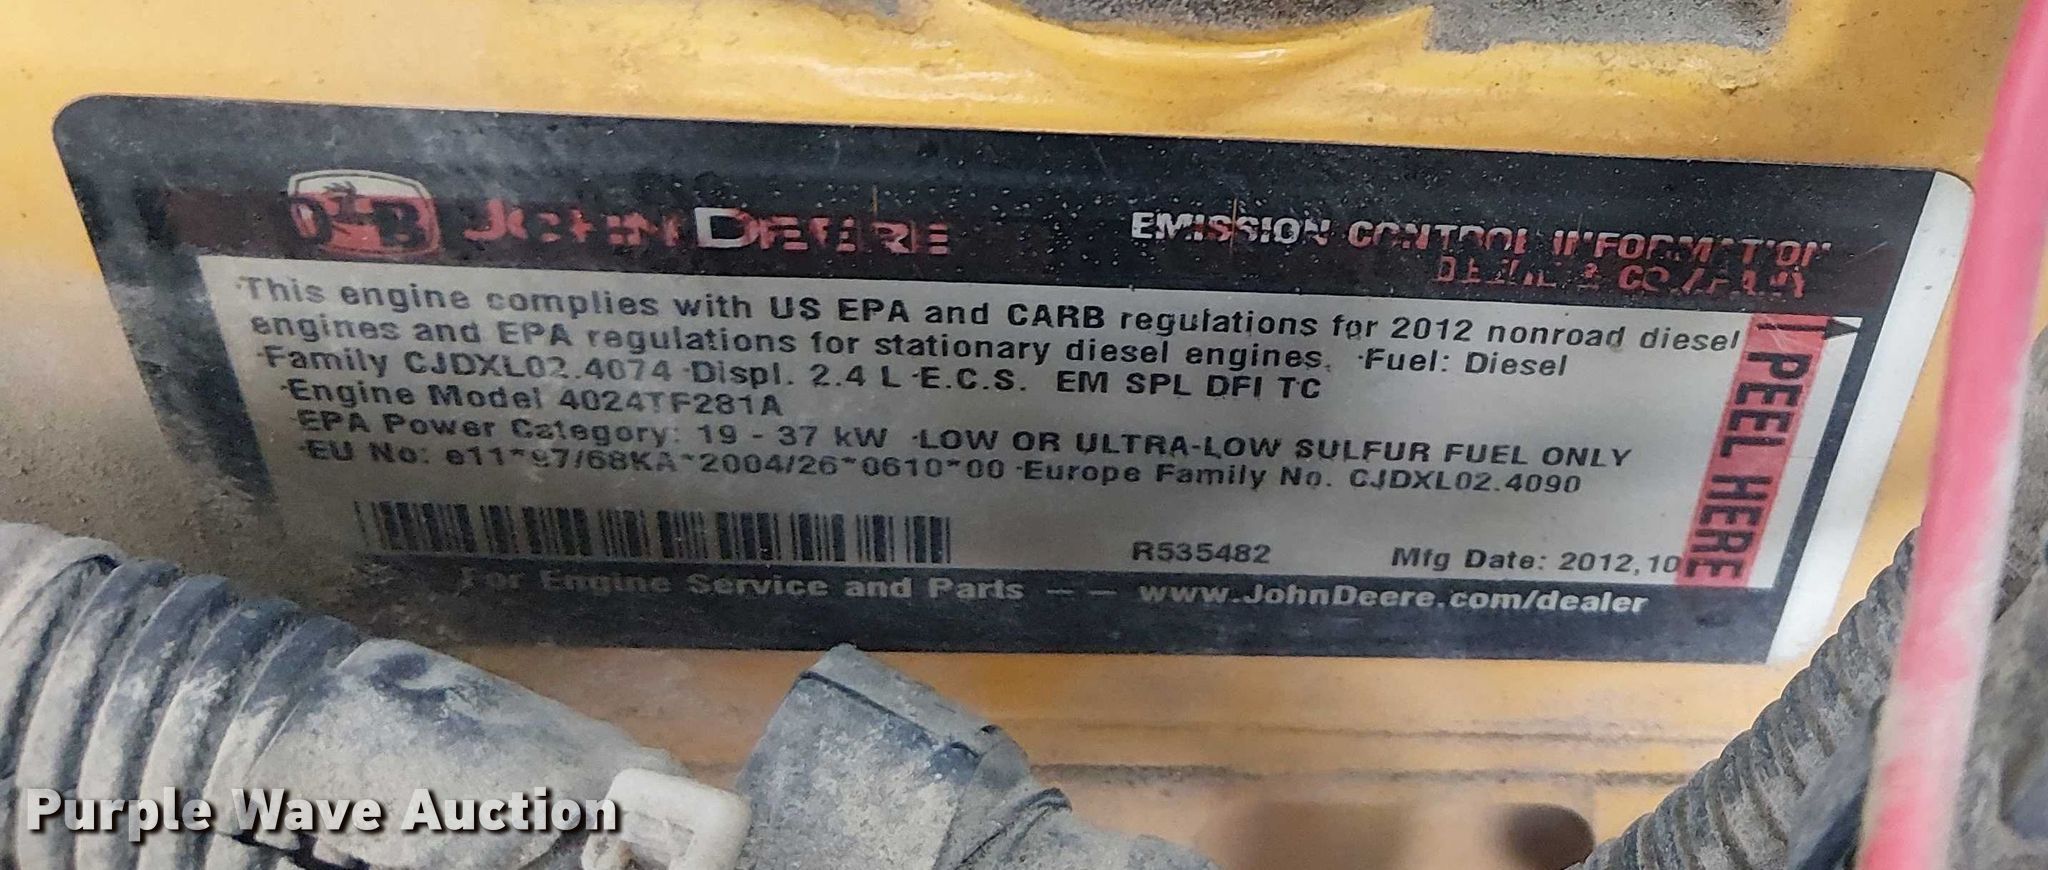 JOHN DEERE
EMISSION CONTROL INFORMATION
DEERE & COMPANY
·This engine complies with US EPA and CARB regulations for 2012 nonroad diesel
engines and EPA regulations for stationary diesel engines. ·Fuel: Diesel
·Family CJDXL02.4074 ·Displ. 2.4 L ·E.C.S. EM SPL DFI TC
·Engine Model 4024TF281A
·EPA Power Category: 19 - 37 kW ·LOW OR ULTRA-LOW SULFUR FUEL ONLY
·EU No: e11*97/68KA*2004/26*0610*00 ·Europe Family No. CJDXL02.4090
PEEL HERE
R535482 Mfg Date: 2012,10
For Engine Service and Parts -- www.JohnDeere.com/dealer
Purple Wave Auction